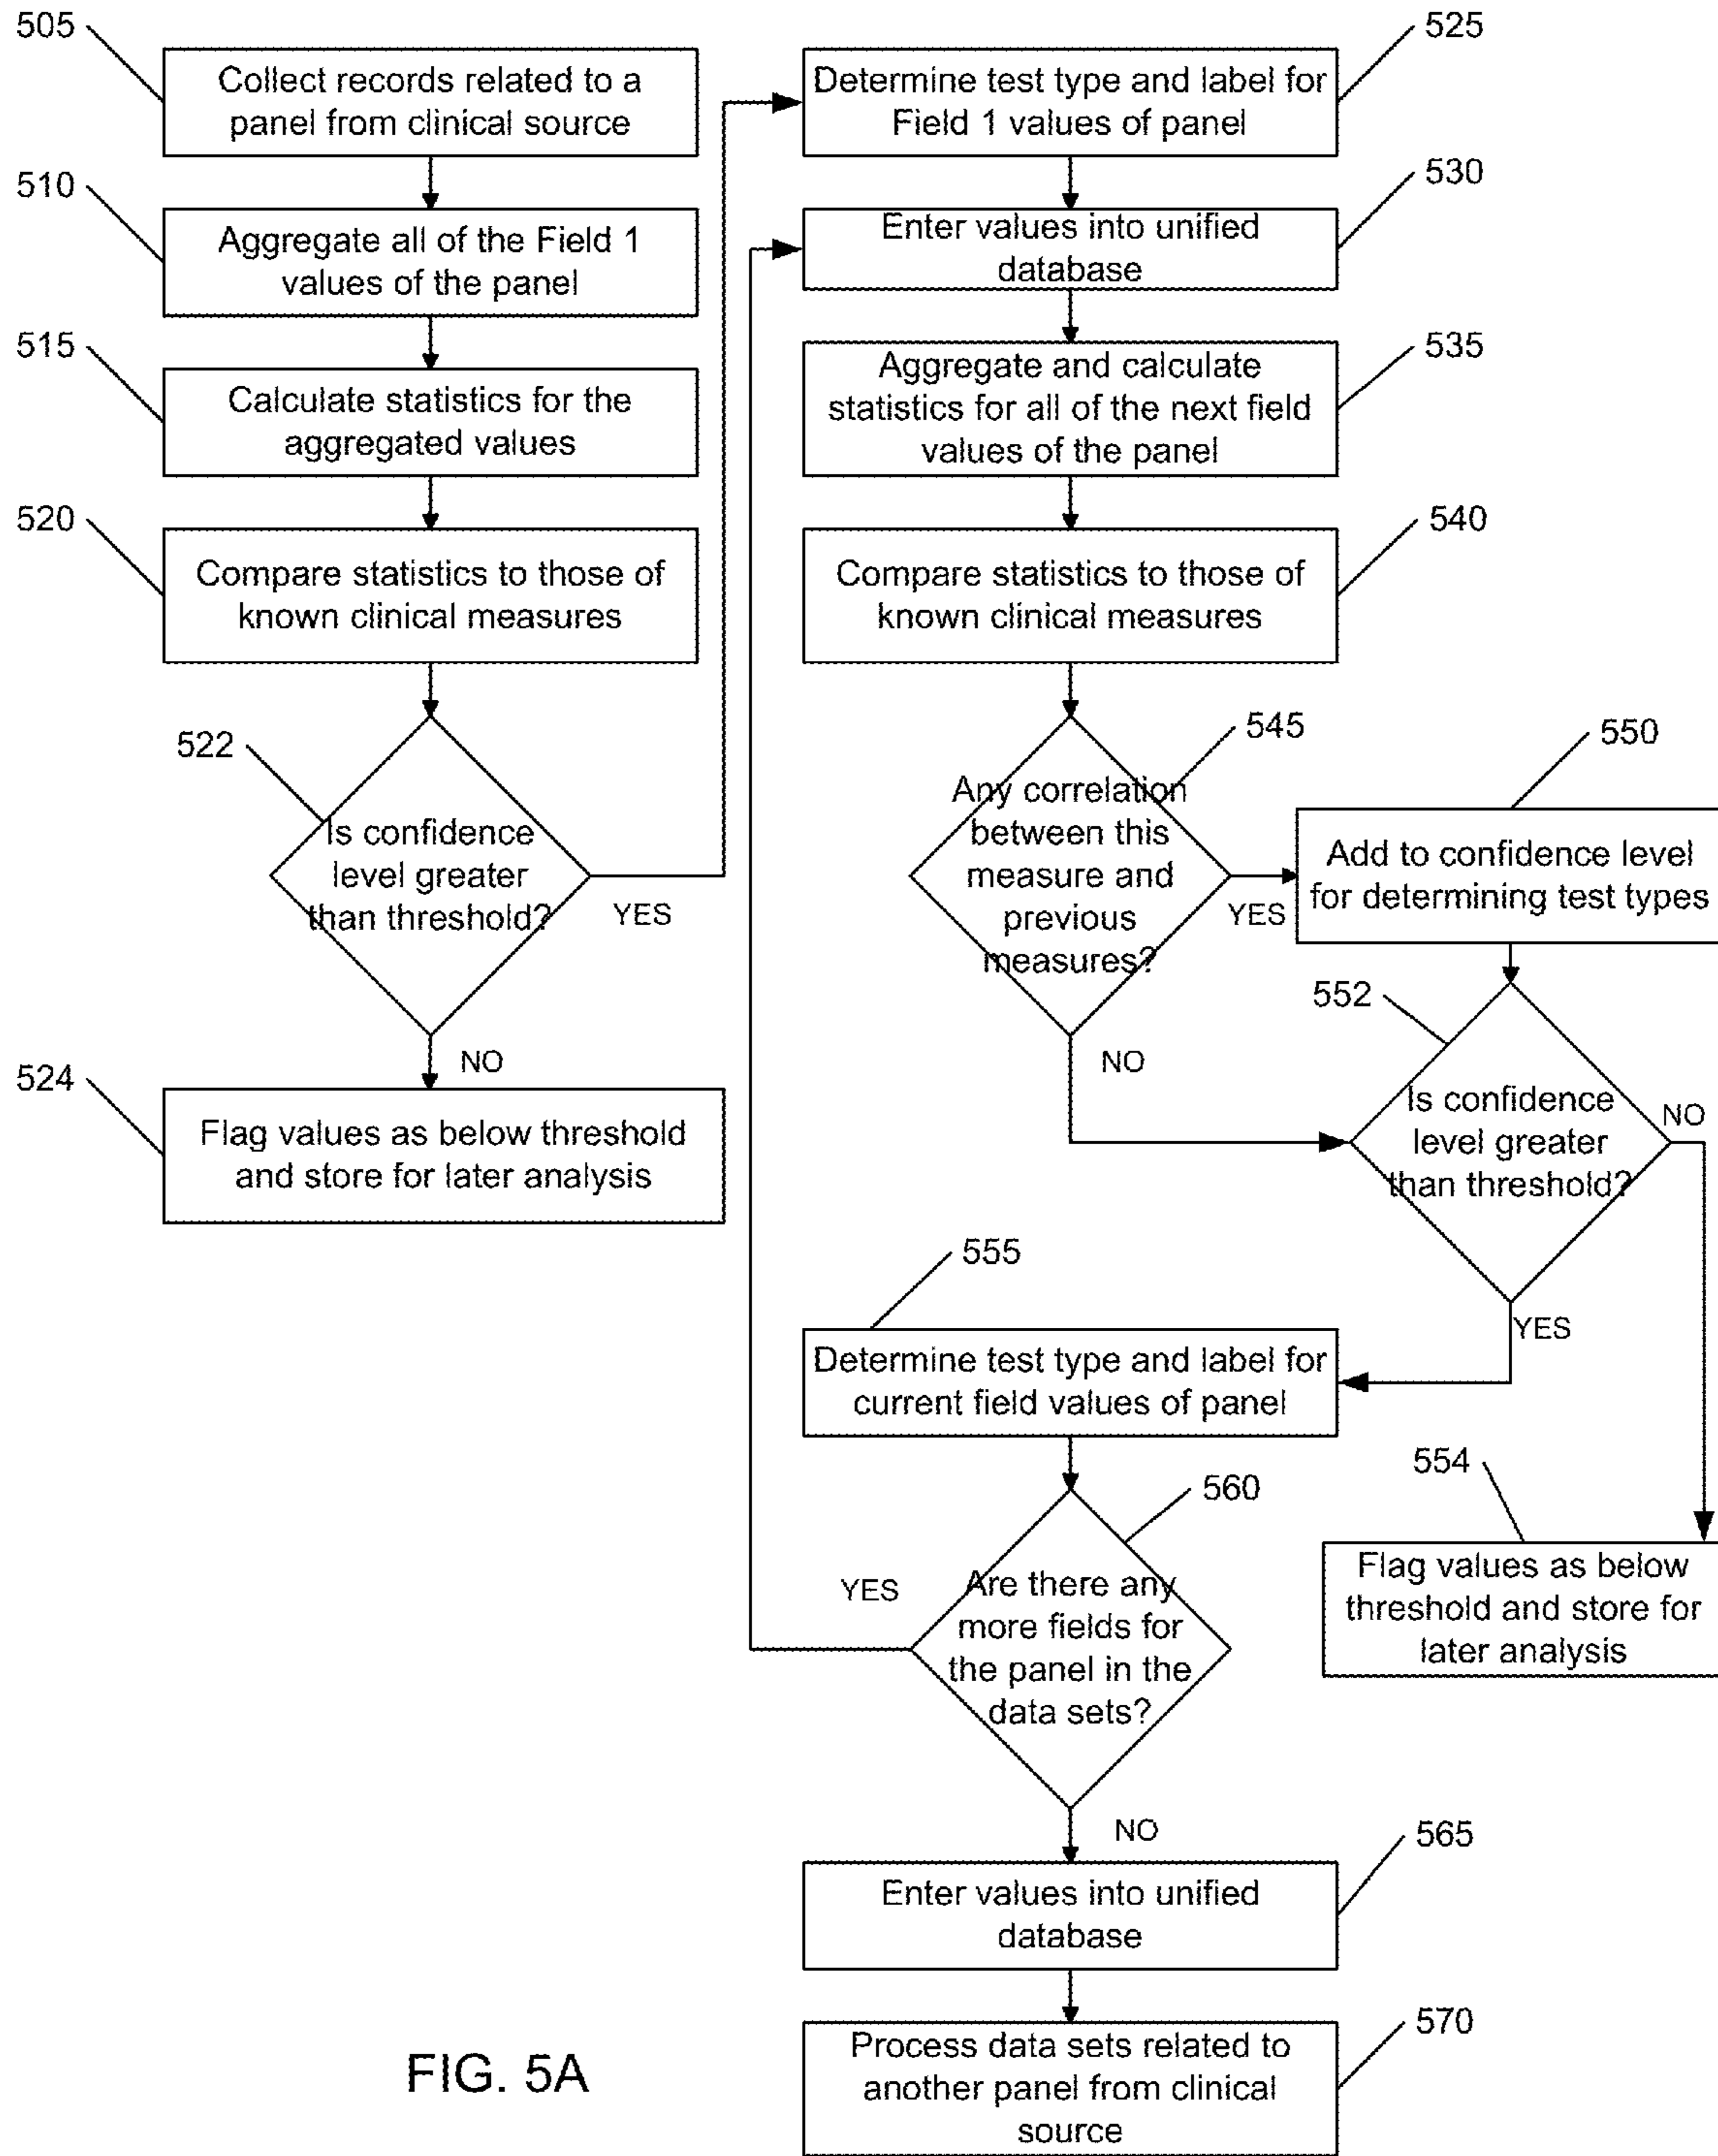 505
Collect records related to a
panel from clinical source
510
Aggregate all of the Field 1
values of the panel
515
Calculate statistics for the
aggregated values
520
Compare statistics to those of
known clinical measures
522
Is confidence
level greater
than threshold?
YES
NO
524
Flag values as below threshold
and store for later analysis
525
Determine test type and label for
Field 1 values of panel
530
Enter values into unified
database
535
Aggregate and calculate
statistics for all of the next field
values of the panel
540
Compare statistics to those of
known clinical measures
545
Any correlation
between this
measure and
previous
measures?
YES
NO
550
Add to confidence level
for determining test types
552
Is confidence
level greater
than threshold?
NO
YES
554
Flag values as below
threshold and store for
later analysis
555
Determine test type and label for
current field values of panel
560
Are there any
more fields for
the panel in the
data sets?
YES
NO
565
Enter values into unified
database
570
Process data sets related to
another panel from clinical
source
FIG. 5A